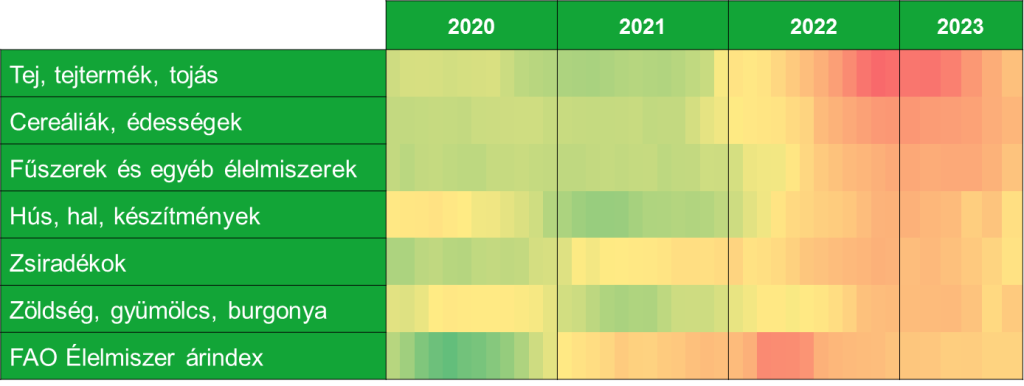 2020 2021 2022 2023
Tej, tejtermék, tojás
Cereáliák, édességek
Fűszerek és egyéb élelmiszerek
Hús, hal, készítmények
Zsiradékok
Zöldség, gyümölcs, burgonya
FAO Élelmiszer árindex